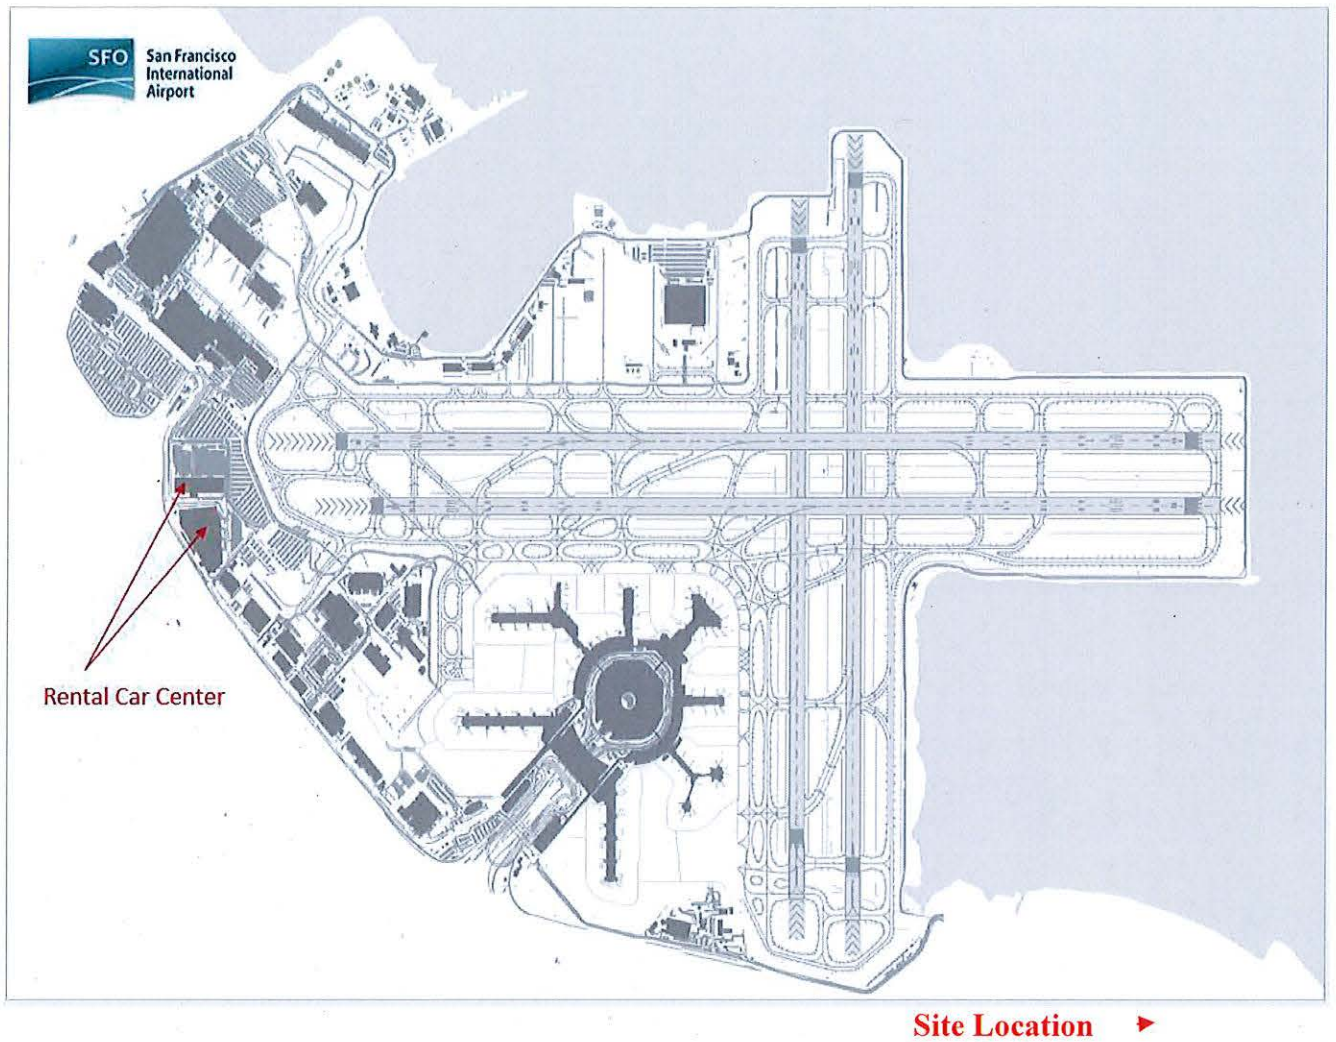 SFO
San Francisco
International
Airport
Rental Car Center
Site Location